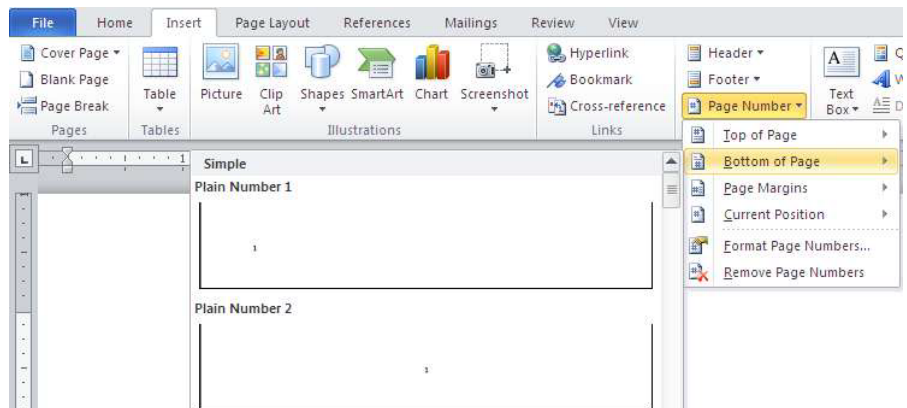 File Home Insert Page Layout References Mailings Review View
Cover Page
Blank Page
Page Break
Pages
Table
Tables
Picture
Clip
Art
Shapes
SmartArt
Chart
Screenshot
Illustrations
Hyperlink
Bookmark
Cross-reference
Links
Header
Footer
Page Number
A
Text
Box
Top of Page
Bottom of Page
Page Margins
Current Position
Format Page Numbers...
Remove Page Numbers
L
1
Simple
Plain Number 1
1
Plain Number 2
1